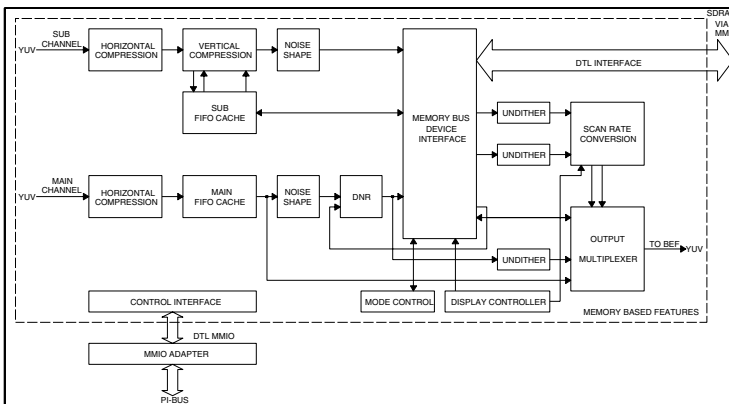 SDRA
VIA
MM
SUB
CHANNEL
YUV
HORIZONTAL
COMPRESSION
VERTICAL
COMPRESSION
NOISE
SHAPE
DTL INTERFACE
SUB
FIFO CACHE
MEMORY BUS
DEVICE
INTERFACE
UNDITHER
UNDITHER
SCAN RATE
CONVERSION
MAIN
CHANNEL
YUV
HORIZONTAL
COMPRESSION
MAIN
FIFO CACHE
NOISE
SHAPE
DNR
OUTPUT
MULTIPLEXER
TO BEF
YUV
UNDITHER
CONTROL INTERFACE
MODE CONTROL
DISPLAY CONTROLLER
MEMORY BASED FEATURES
DTL MMIO
MMIO ADAPTER
PI-BUS